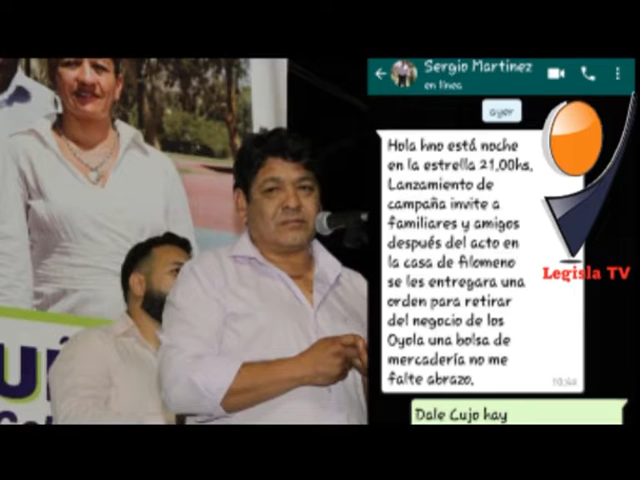 Sergio Martinez
en línea
ayer
Hola hno está noche
en la estrella 21,00hs.
Lanzamiento de
campaña invite a
familiares y amigos
después del acto en
la casa de filomeno
se les entregara una
orden para retirar
del negocio de los
Oyola una bolsa de
mercadería no me
falte abrazo.
10:44
Legisla TV
Dale Cujo hay